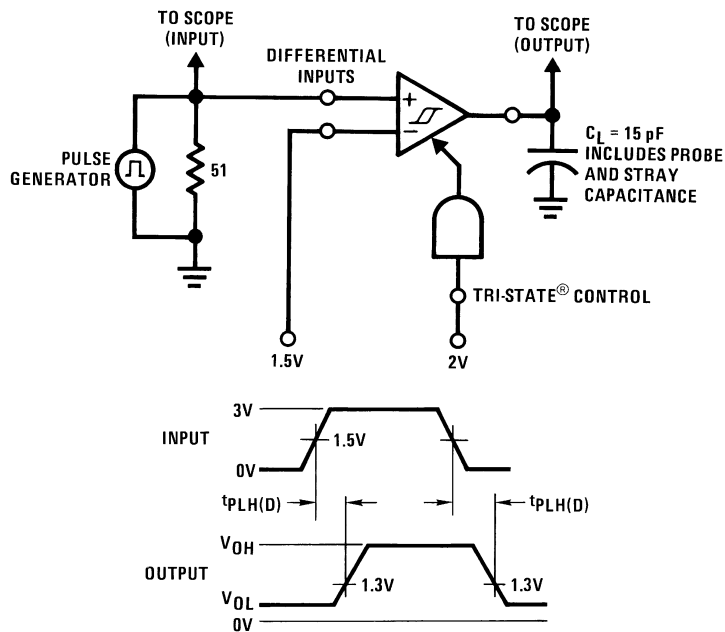 TO SCOPE
(INPUT)
TO SCOPE
(OUTPUT)
DIFFERENTIAL
INPUTS
+
−
PULSE
GENERATOR
51
C_L = 15 pF
INCLUDES PROBE
AND STRAY
CAPACITANCE
TRI-STATE® CONTROL
1.5V
2V
3V
INPUT
1.5V
0V
tPLH(D)
tPLH(D)
VOH
OUTPUT
1.3V
1.3V
VOL
0V